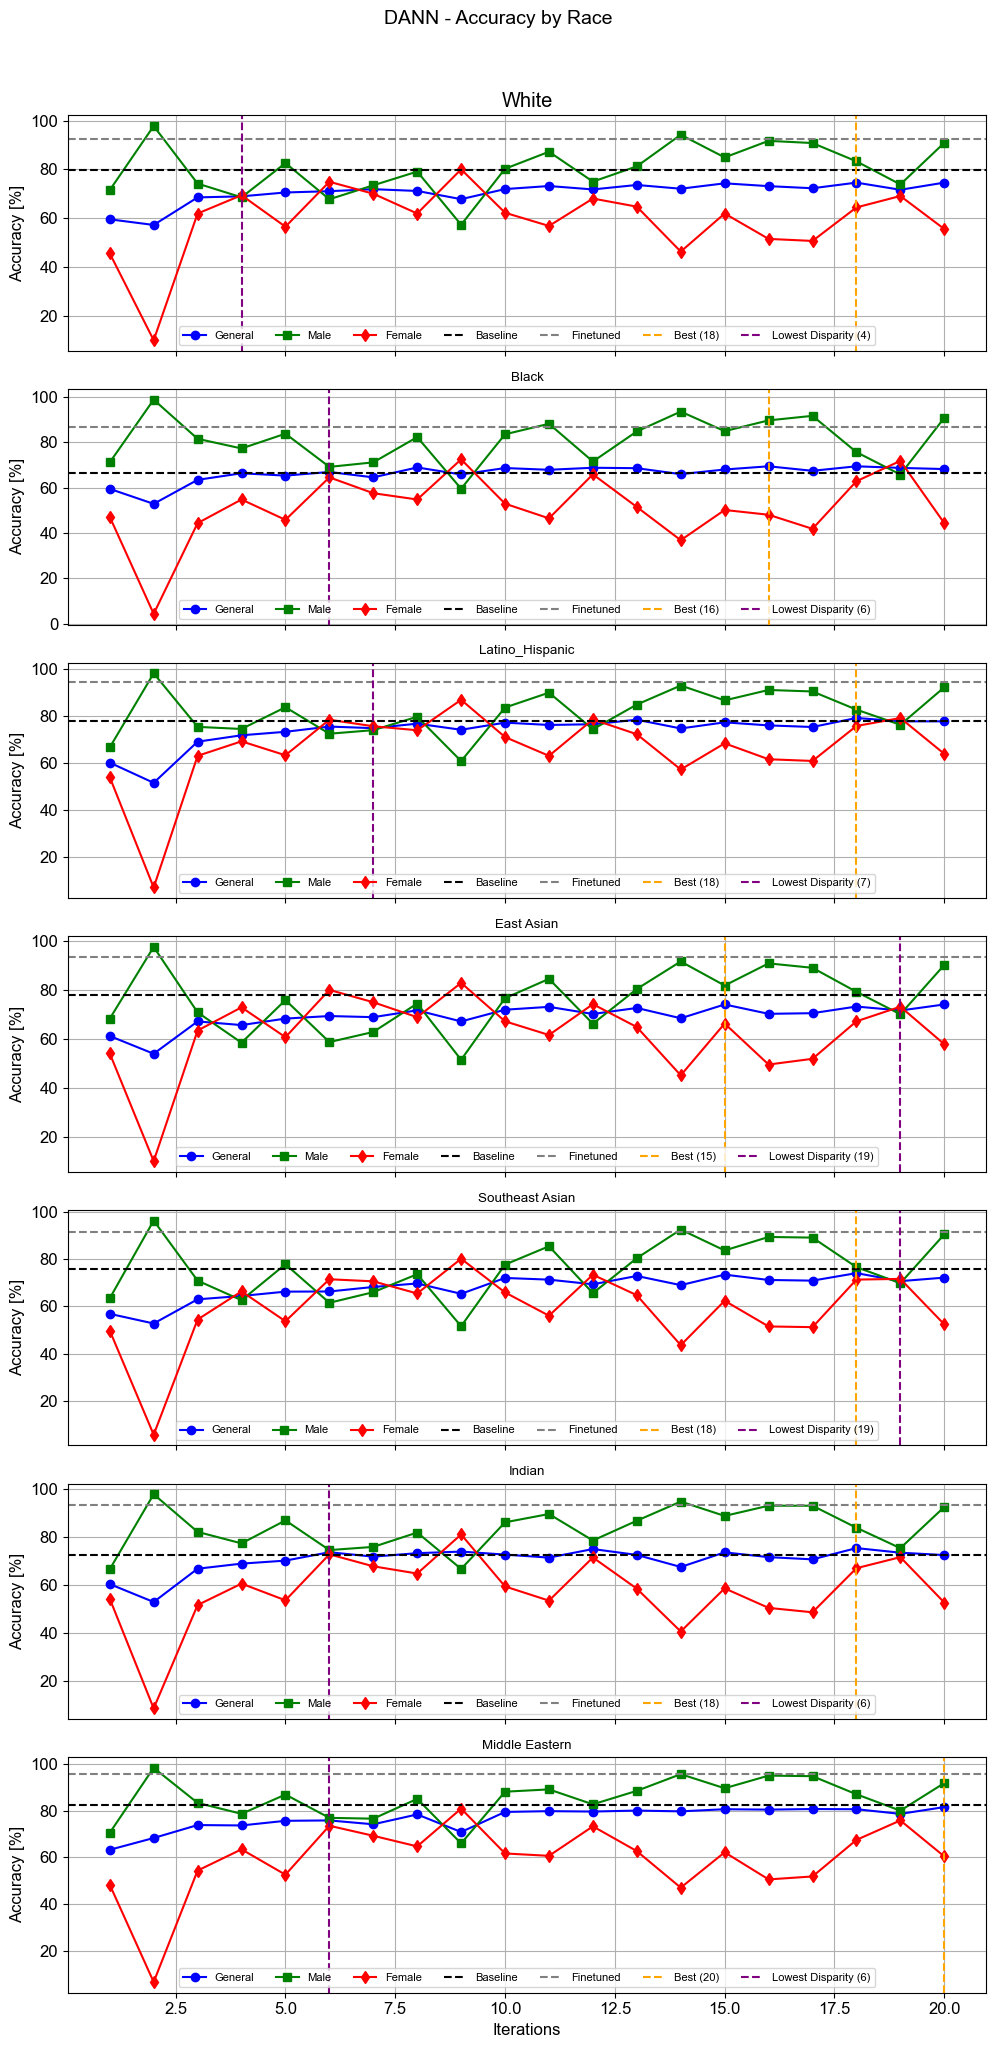 DANN - Accuracy by Race
White
Accuracy [%]
100
80
60
40
20
General Male Female Baseline Finetuned Best (18) Lowest Disparity (4)
Black
Accuracy [%]
100
80
60
40
20
0
General Male Female Baseline Finetuned Best (16) Lowest Disparity (6)
Latino_Hispanic
Accuracy [%]
100
80
60
40
20
General Male Female Baseline Finetuned Best (18) Lowest Disparity (7)
East Asian
Accuracy [%]
100
80
60
40
20
General Male Female Baseline Finetuned Best (15) Lowest Disparity (19)
Southeast Asian
Accuracy [%]
100
80
60
40
20
General Male Female Baseline Finetuned Best (18) Lowest Disparity (19)
Indian
Accuracy [%]
100
80
60
40
20
General Male Female Baseline Finetuned Best (18) Lowest Disparity (6)
Middle Eastern
Accuracy [%]
100
80
60
40
20
General Male Female Baseline Finetuned Best (20) Lowest Disparity (6)
2.5 5.0 7.5 10.0 12.5 15.0 17.5 20.0
Iterations